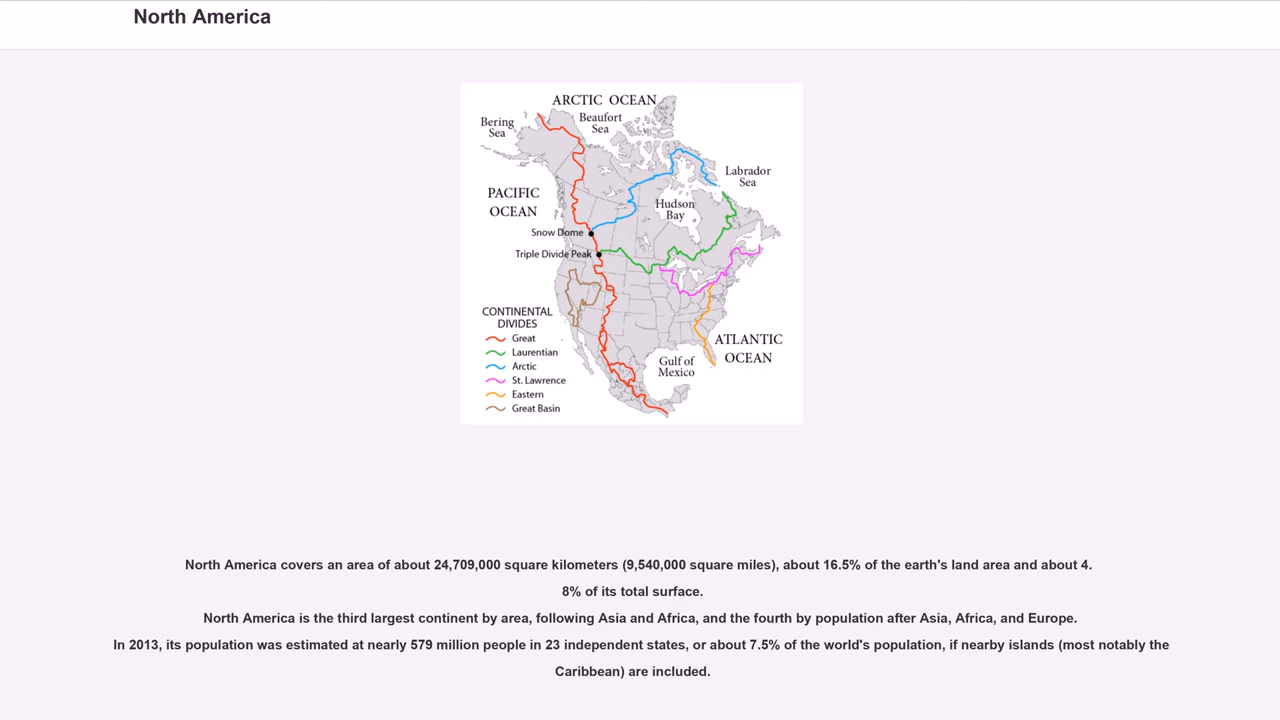 North America
ARCTIC OCEAN
Bering
Sea
Beaufort
Sea
Labrador
Sea
PACIFIC
OCEAN
Hudson
Bay
Snow Dome
Triple Divide Peak
CONTINENTAL
DIVIDES
Great
Laurentian
Arctic
St. Lawrence
Eastern
Great Basin
ATLANTIC
OCEAN
Gulf of
Mexico
North America covers an area of about 24,709,000 square kilometers (9,540,000 square miles), about 16.5% of the earth's land area and about 4.
8% of its total surface.
North America is the third largest continent by area, following Asia and Africa, and the fourth by population after Asia, Africa, and Europe.
In 2013, its population was estimated at nearly 579 million people in 23 independent states, or about 7.5% of the world's population, if nearby islands (most notably the
Caribbean) are included.